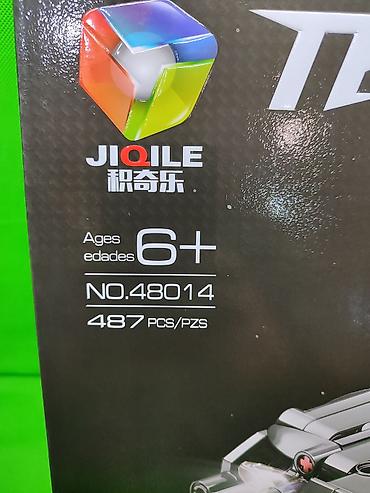 JIQILE
积奇乐
Ages
edades 6+
NO.48014
487 PCS/PZS